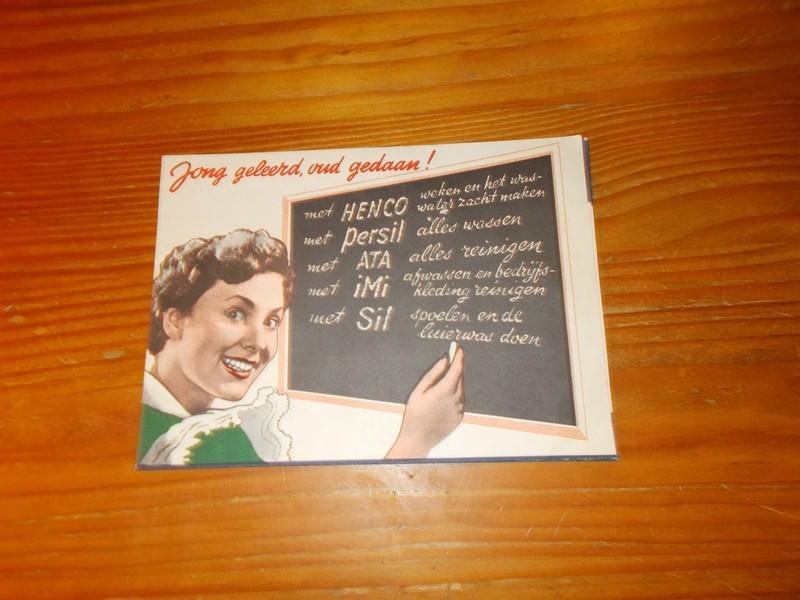 Jong geleerd, oud gedaan!
met HENCO weken en het was-
water zacht maken
met persil alles wassen
met ATA alles reinigen
met iMi afwassen en bedrijfs-
kleding reinigen
met Sil spoelen en de
luierwas doen